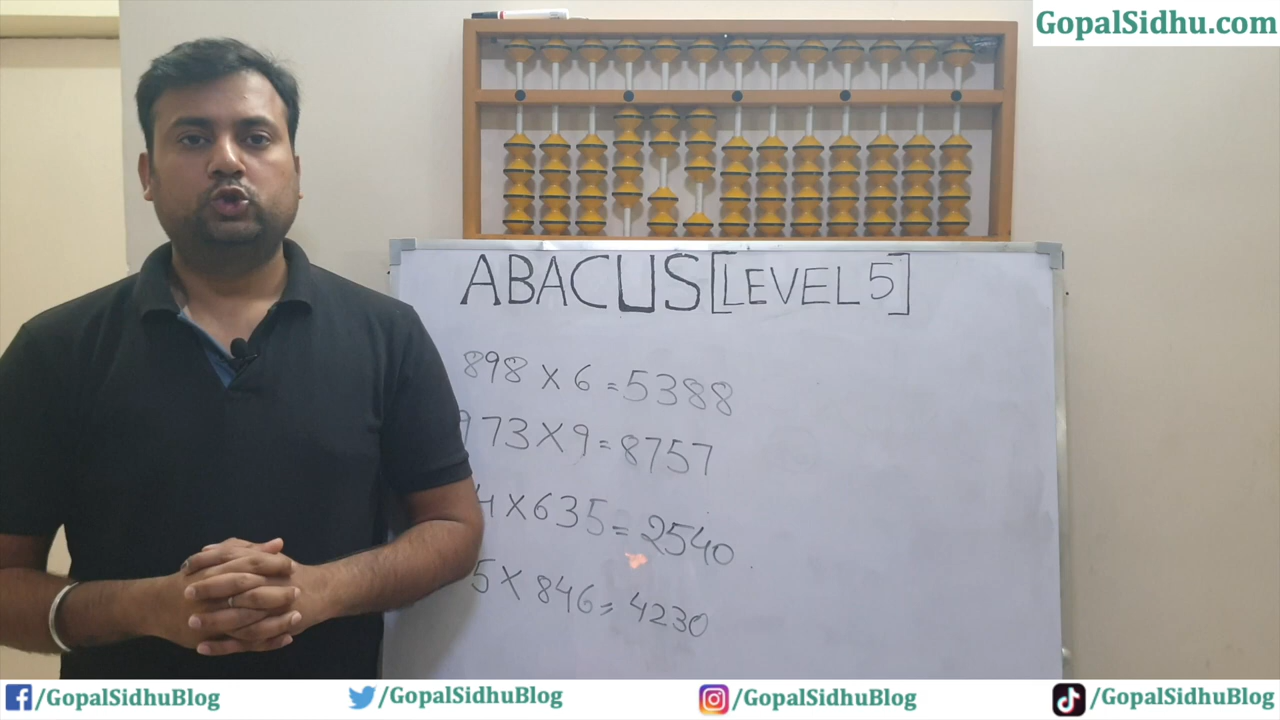 GopalSidhu.com
ABACUS [LEVEL 5]
898 X 6 = 5388
973 X 9 = 8757
4 X 635 = 2540
5 X 846 = 4230
/GopalSidhuBlog
/GopalSidhuBlog
/GopalSidhuBlog
/GopalSidhuBlog